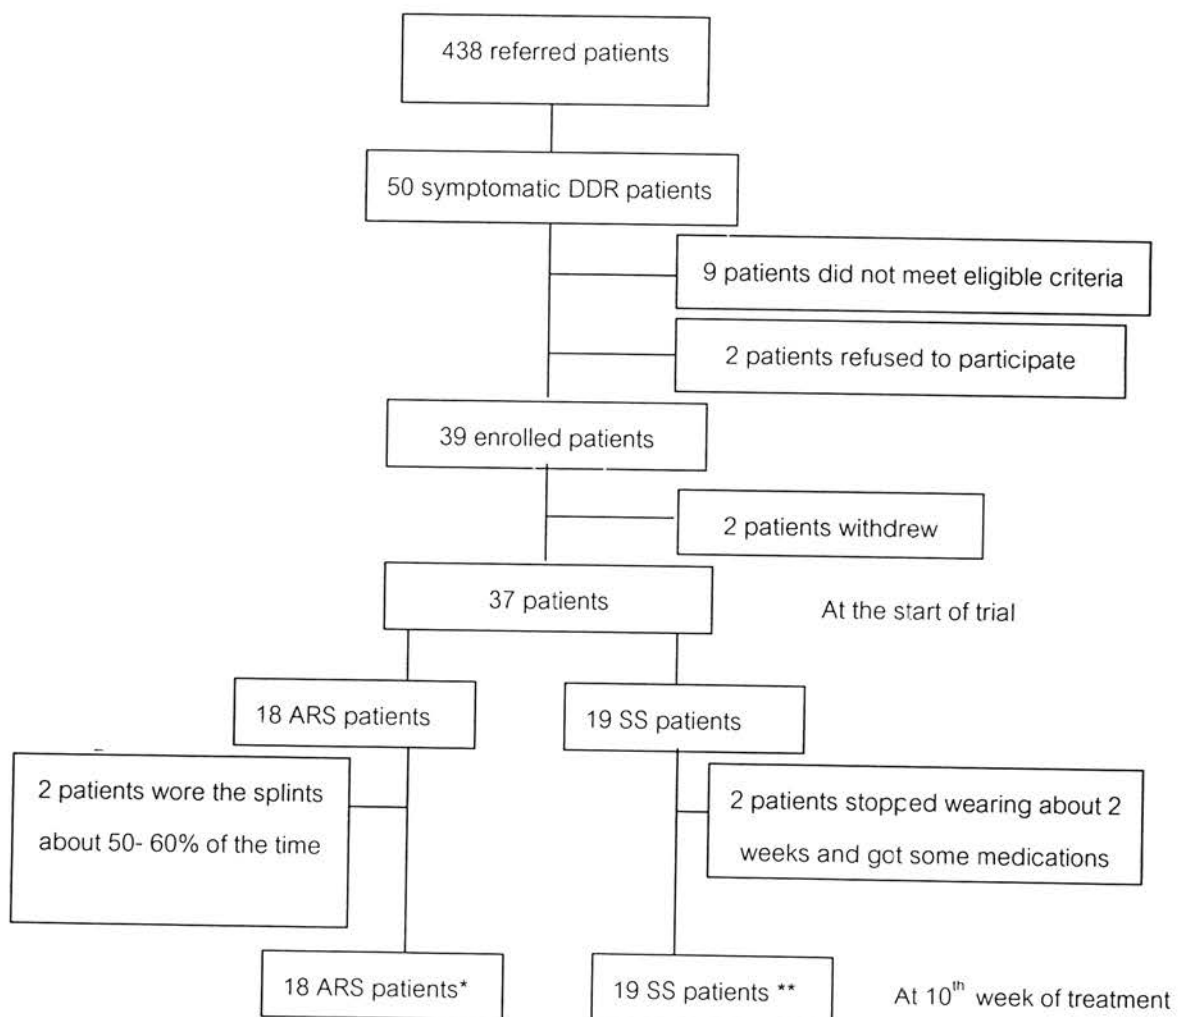 438 referred patients
50 symptomatic DDR patients
9 patients did not meet eligible criteria
2 patients refused to participate
39 enrolled patients
2 patients withdrew
37 patients
At the start of trial
18 ARS patients
19 SS patients
2 patients wore the splints
about 50- 60% of the time
2 patients stopped wearing about 2
weeks and got some medications
18 ARS patients*
19 SS patients **
At 10th week of treatment